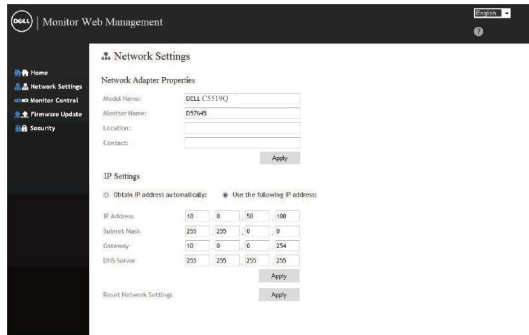 DELL Monitor Web Management
English
?
Network Settings
Home
Network Settings
Monitor Control
Firmware Update
Security
Network Adapter Properties
Model Name: DELL C5519Q
Monitor Name: D57645
Location:
Contact:
Apply
IP Settings
Obtain IP address automatically: Use the following IP address:
IP Address 10 . 0 . 50 . 100
Subnet Mask 255 . 255 . 0 . 0
Gateway 10 . 0 . 0 . 254
DNS Server 255 . 255 . 255 . 255
Apply
Reset Network Settings Apply